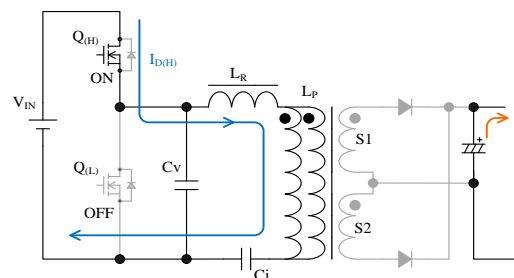 Q(H)
ID(H)
ON
LR
LP
VIN
S1
Q(L)
Cv
OFF
S2
Ci
+